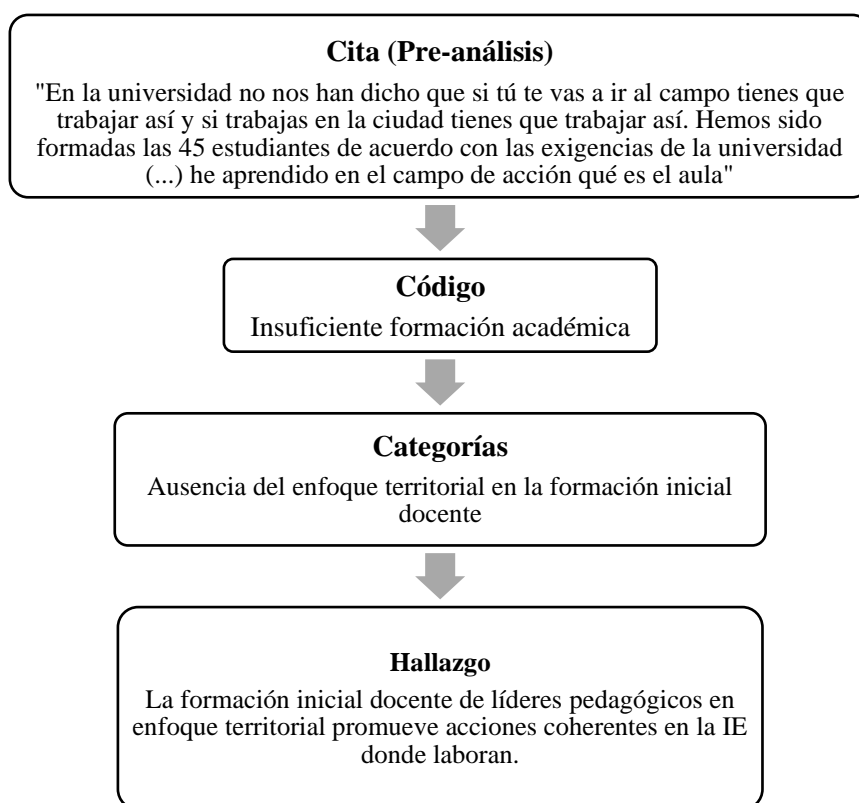 Cita (Pre-análisis)
"En la universidad no nos han dicho que si tú te vas a ir al campo tienes que
trabajar así y si trabajas en la ciudad tienes que trabajar así. Hemos sido
formadas las 45 estudiantes de acuerdo con las exigencias de la universidad
(...) he aprendido en el campo de acción qué es el aula"
Código
Insuficiente formación académica
Categorías
Ausencia del enfoque territorial en la formación inicial
docente
Hallazgo
La formación inicial docente de líderes pedagógicos en
enfoque territorial promueve acciones coherentes en la IE
donde laboran.